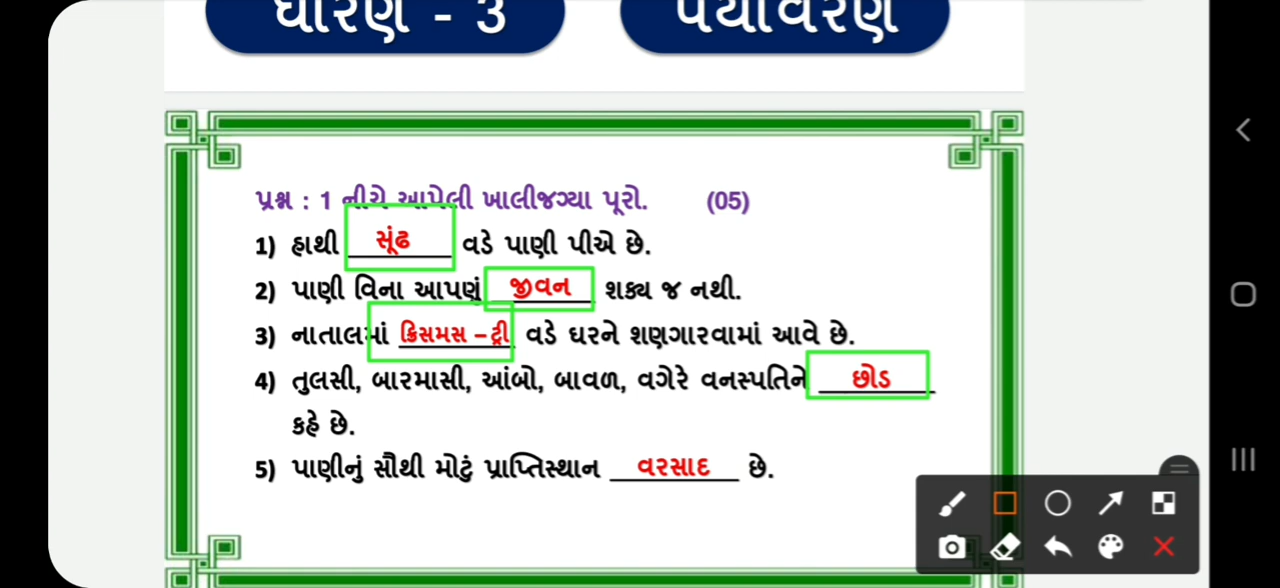 ધોરણ - 3
પર્યાવરણ
પ્રશ્ન : 1 નીચે આપેલી ખાલીજગ્યા પૂરો. (05)
1) હાથી સૂંઢ વડે પાણી પીએ છે.
2) પાણી વિના આપણું જીવન શક્ય જ નથી.
3) નાતાલમાં ક્રિસમસ – ટ્રી વડે ઘરને શણગારવામાં આવે છે.
4) તુલસી, બારમાસી, આંબો, બાવળ, વગેરે વનસ્પતિને છોડ
કહે છે.
5) પાણીનું સૌથી મોટું પ્રાપ્તિસ્થાન વરસાદ છે.